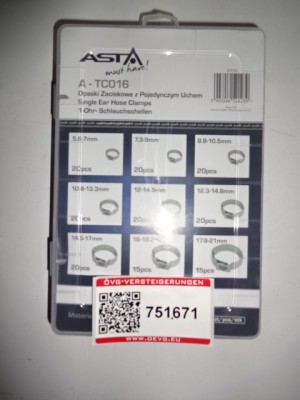 ASTA
must have!
A - TC016
Opaski Zaciskowe z Pojedynczym Uchem
Single Ear Hose Clamps
1-Ohr- Schlauchschellen
5.8-7mm
20pcs
7.3-9mm
20pcs
8.8-10.5mm
20pcs
10.8-13.3mm
20pcs
12-14.5mm
20pcs
12.3-14.8mm
20pcs
14.5-17mm
20pcs
15pcs
17.8-21mm
15pcs
ÖVG-VERSTEIGERUNGEN
751671
WWW.OEVG.EU